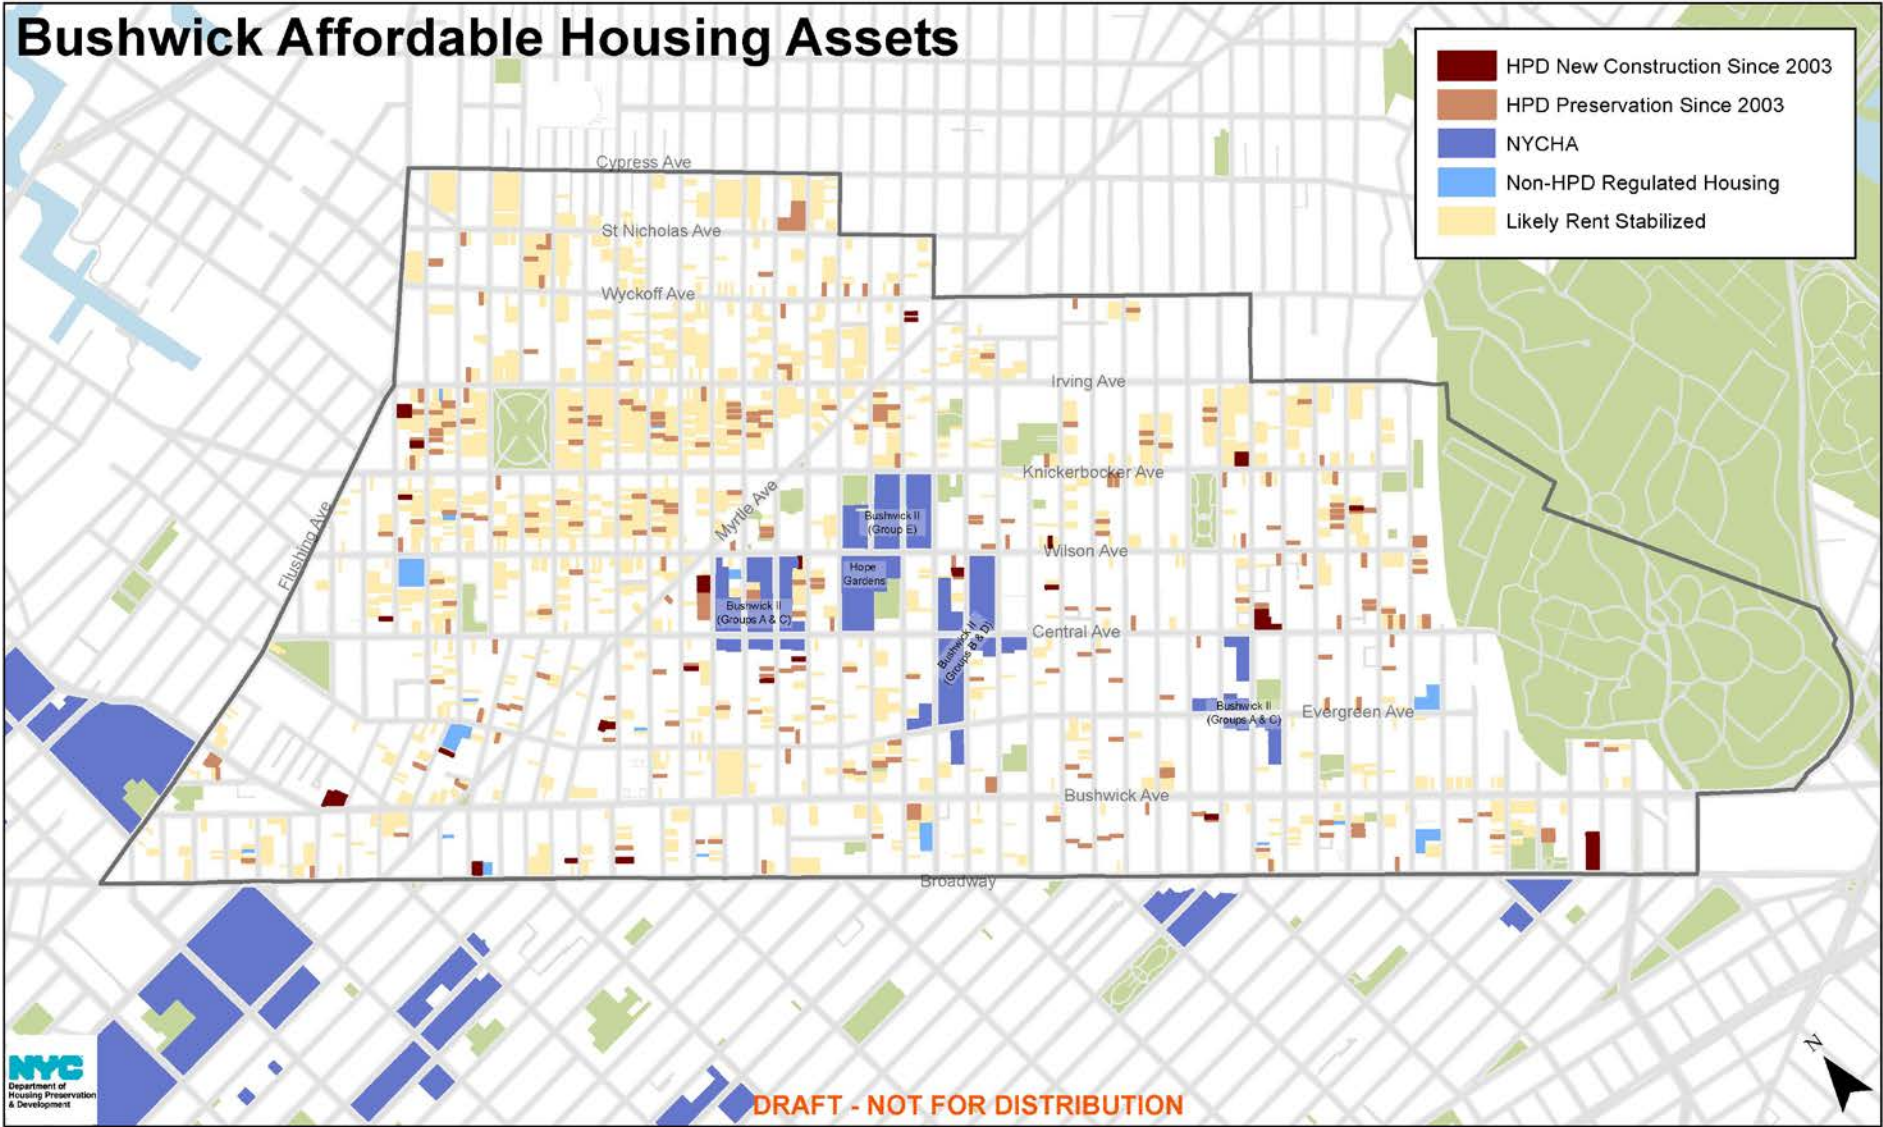 Bushwick Affordable Housing Assets
HPD New Construction Since 2003
HPD Preservation Since 2003
NYCHA
Non-HPD Regulated Housing
Likely Rent Stabilized
Cypress Ave
St Nicholas Ave
Wyckoff Ave
Irving Ave
Knickerbocker Ave
Myrtle Ave
Flushing Ave
Bushwick II
(Group E)
Wilson Ave
Hope
Gardens
Bushwick II
(Groups A & C)
Central Ave
Bushwick II
(Groups B & D)
Bushwick II
(Groups A & C)
Evergreen Ave
Bushwick Ave
Broadway
N
NYC
Department of
Housing Preservation
& Development
DRAFT - NOT FOR DISTRIBUTION